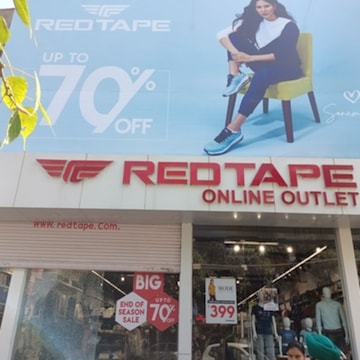 REDTAPE
UP TO
70%
OFF
REDTAPE
ONLINE OUTLET
www.redtape.Com.
BIG
END OF
SEASON
SALE
UPTO
70%
MODE
399